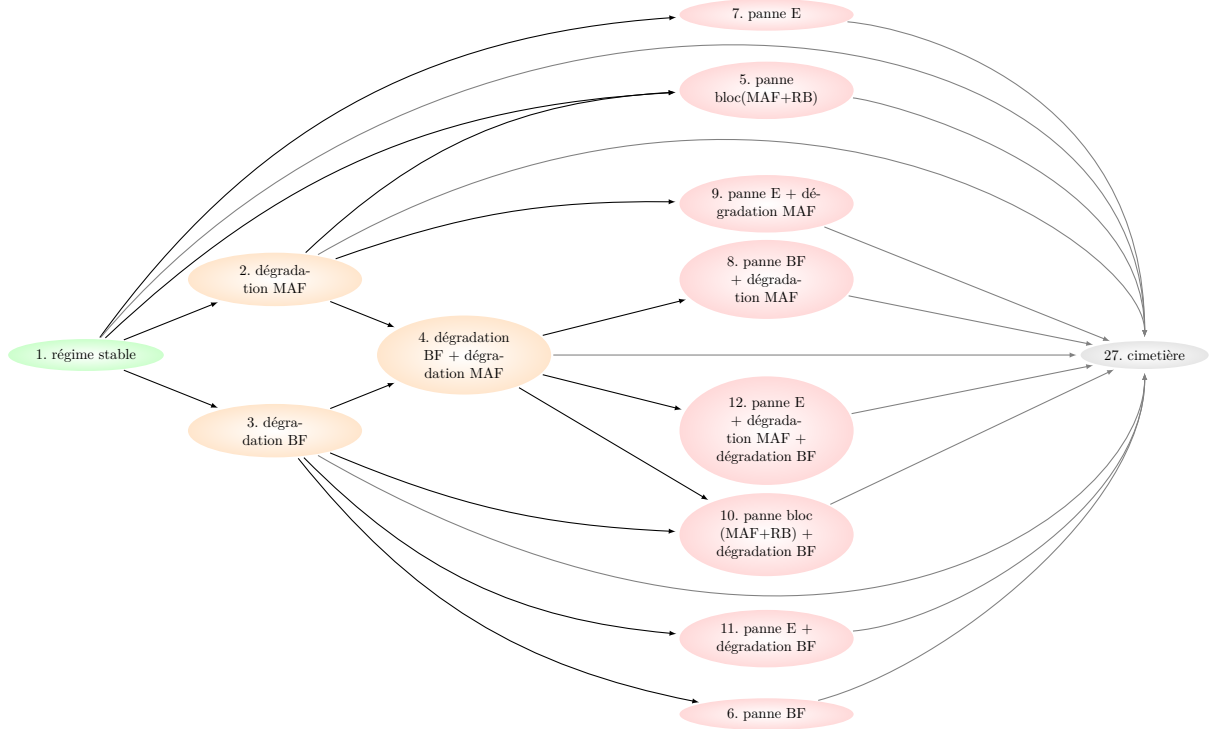 7. panne E
5. panne
bloc(MAF+RB)
9. panne E + dé-
gradation MAF
2. dégrada-
tion MAF
8. panne BF
+ dégrada-
tion MAF
1. régime stable
4. dégradation
BF + dégra-
dation MAF
27. cimetière
3. dégra-
dation BF
12. panne E
+ dégrada-
tion MAF +
dégradation BF
10. panne bloc
(MAF+RB) +
dégradation BF
11. panne E +
dégradation BF
6. panne BF